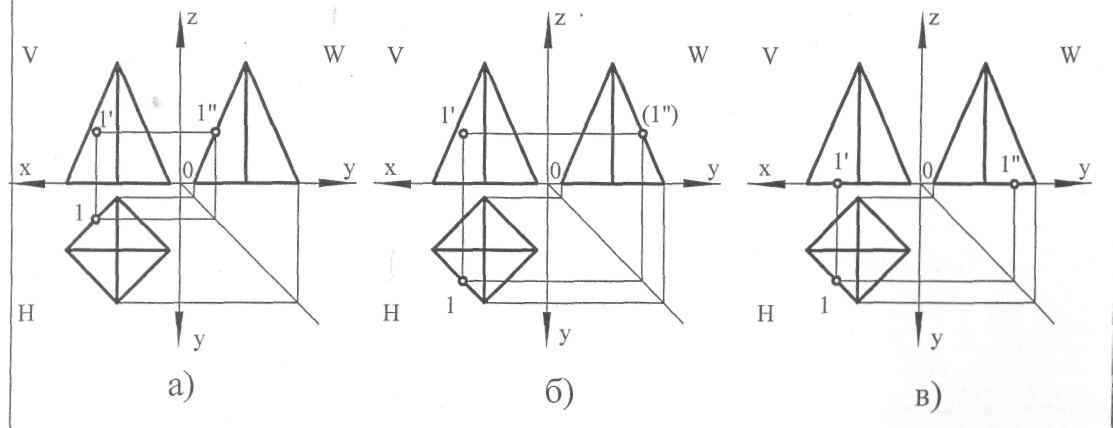 z z z
V W V W V W
1' 1" 1' (1") 1' 1"
x 0 y x 0 y x 0 y
1 1 1
H y H y H y
а) б) в)